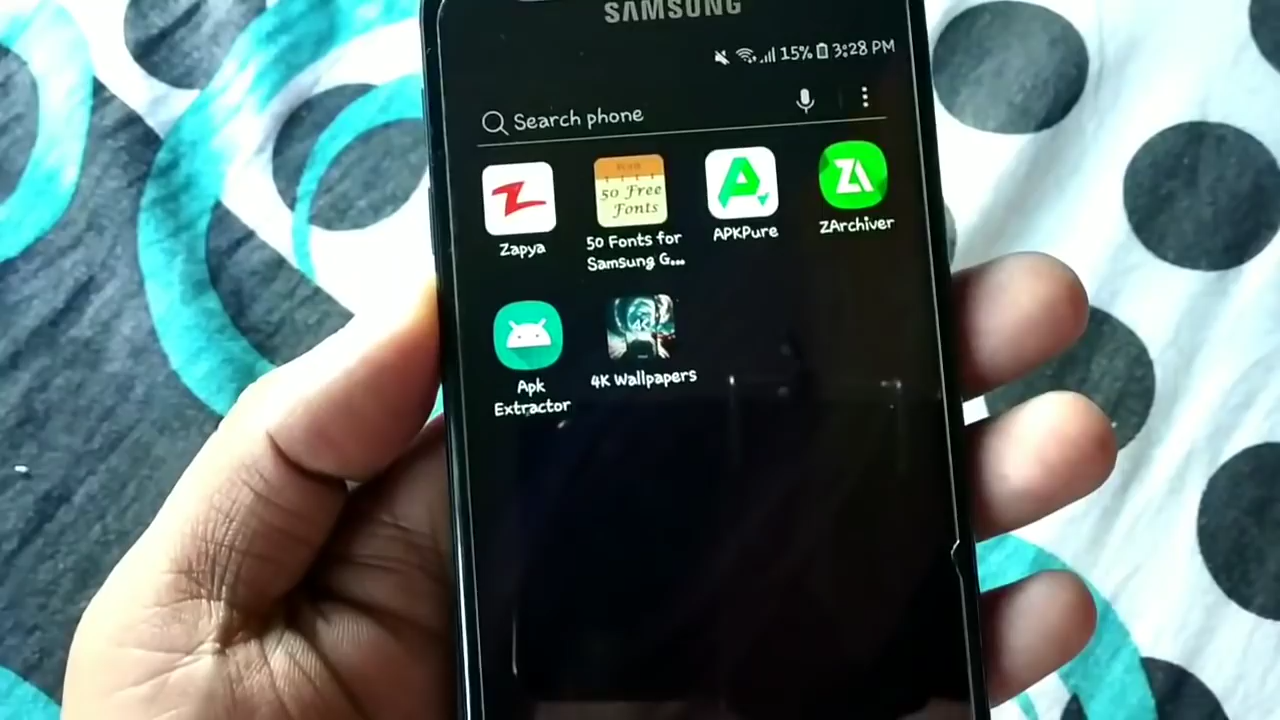 SAMSUNG
15% 3:28 PM
Search phone
50 Free
Fonts
Zapya
50 Fonts for
Samsung G...
APKPure
ZArchiver
Apk
Extractor
4K Wallpapers